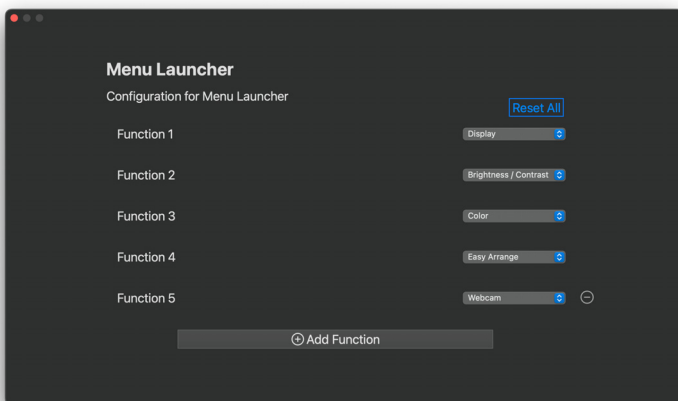 Menu Launcher
Configuration for Menu Launcher
Reset All
Function 1 Display
Function 2 Brightness / Contrast
Function 3 Color
Function 4 Easy Arrange
Function 5 Webcam
Add Function